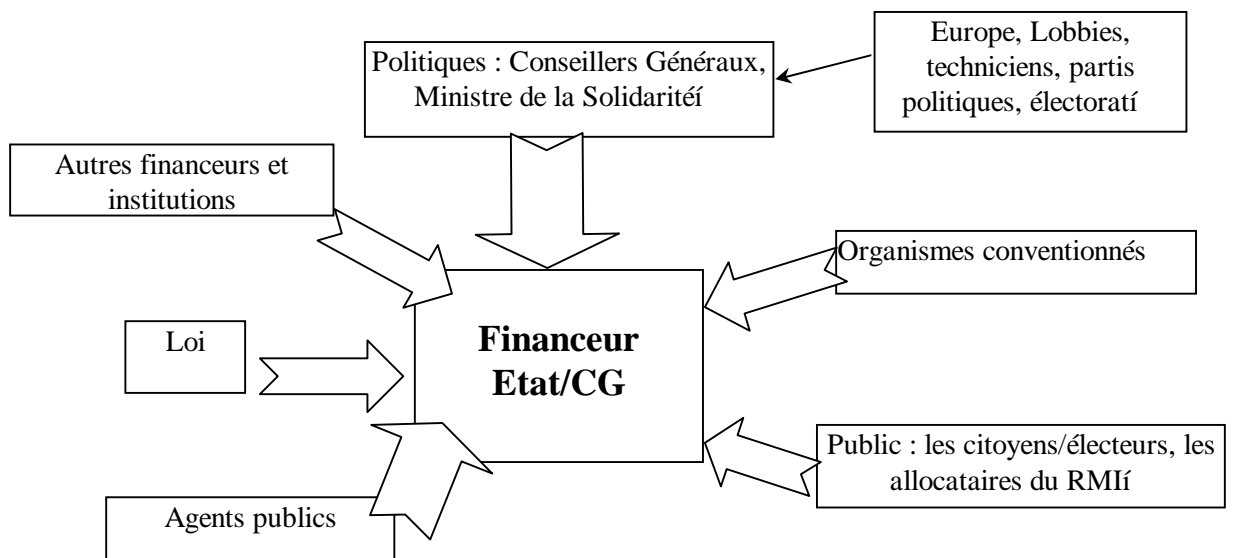 Europe, Lobbies,
techniciens, partis
politiques, électoratí
Politiques : Conseillers Généraux,
Ministre de la Solidaritéí
Autres financeurs et
institutions
Organismes conventionnés
Loi
Financeur
Etat/CG
Public : les citoyens/électeurs, les
allocataires du RMIí
Agents publics